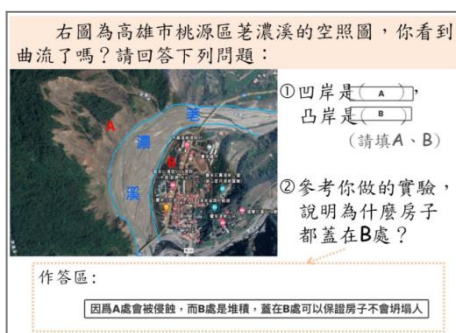 右圖為高雄市桃源區荖濃溪的空照圖，你看到
曲流了嗎？請回答下列問題：
①凹岸是( A )，
凸岸是( B )
(請填A、B)
A
荖
濃
B
溪
②參考你做的實驗，
說明為什麼房子
都蓋在B處？
作答區:
因爲A處會被侵蝕，而B處是堆積，蓋在B處可以保證房子不會坍塌人